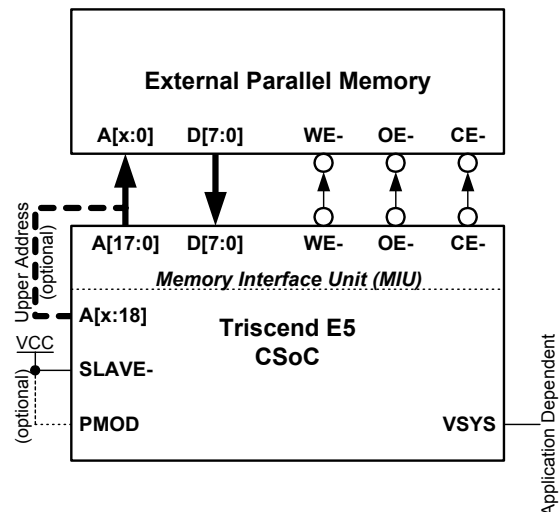 External Parallel Memory
A[x:0] D[7:0] WE- OE- CE-
Upper Address
(optional)
A[17:0] D[7:0] WE- OE- CE-
Memory Interface Unit (MIU)
A[x:18]
Triscend E5
CSoC
VCC
SLAVE-
(optional)
PMOD
VSYS
Application Dependent